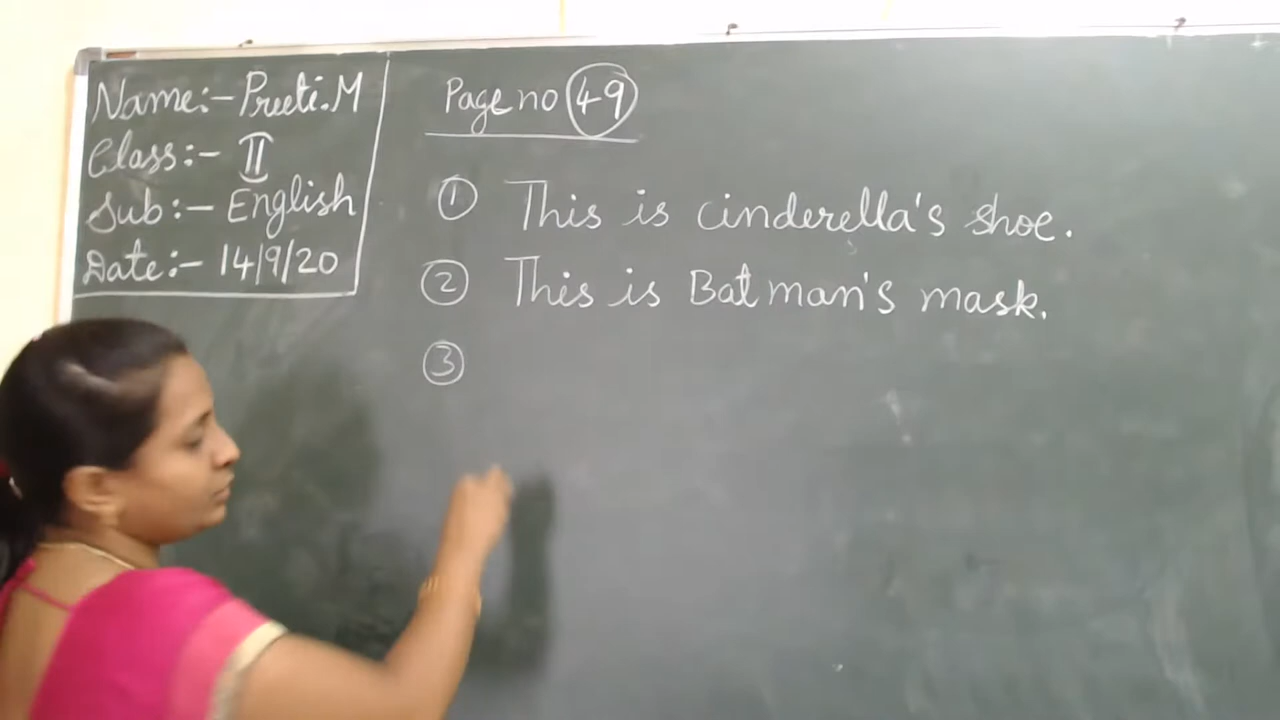 Name:- Preeti.M
Class:- II
Sub:- English
Date:- 14/9/20
Page no 49
① This is cinderella's shoe.
② This is Batman's mask.
③